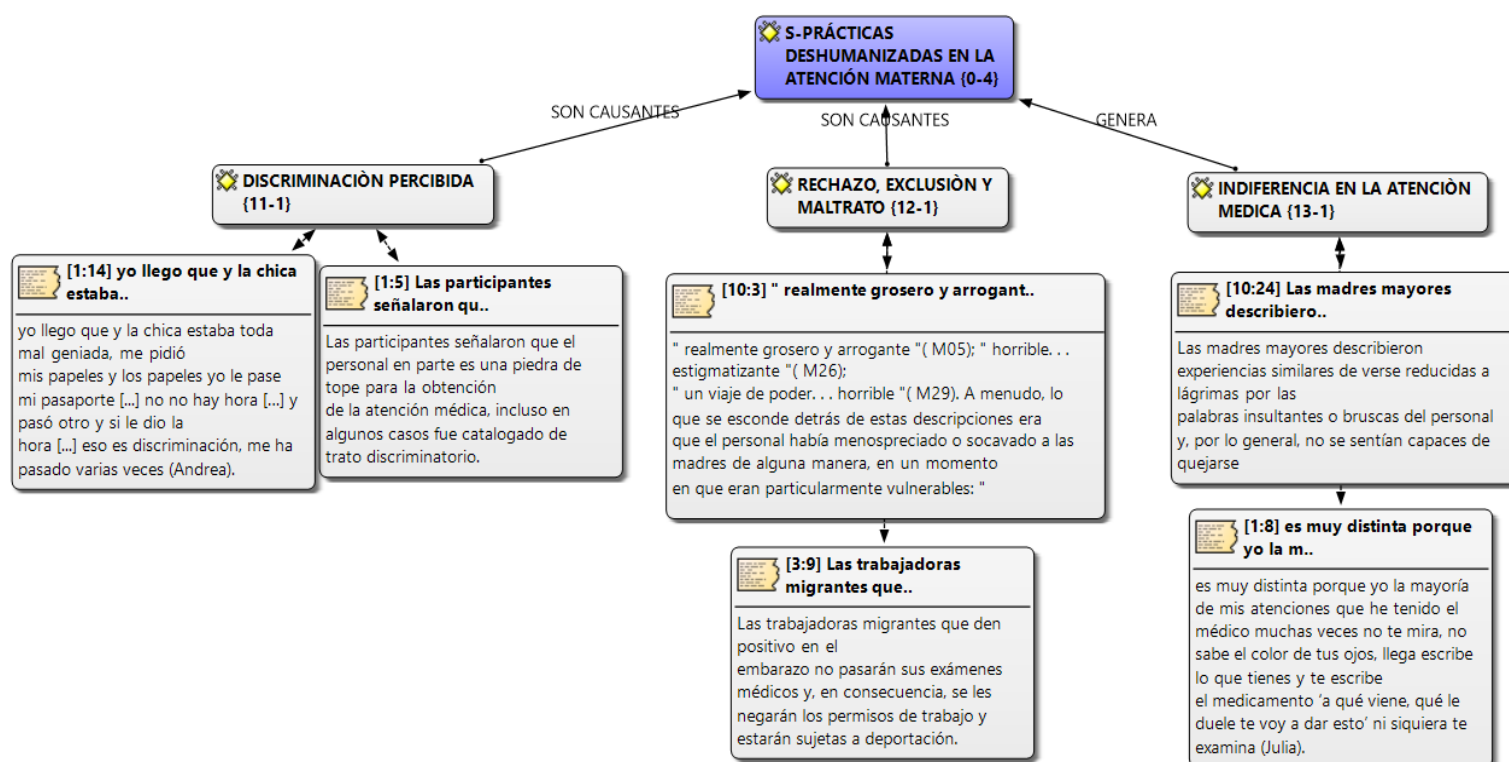 S-PRÁCTICAS
DESHUMANIZADAS EN LA
ATENCIÓN MATERNA {0-4}
SON CAUSANTES
SON CAUSANTES
GENERA
DISCRIMINACIÒN PERCIBIDA
{11-1}
RECHAZO, EXCLUSIÒN Y
MALTRATO {12-1}
INDIFERENCIA EN LA ATENCIÒN
MEDICA {13-1}
[1:14] yo llego que y la chica
estaba..
yo llego que y la chica estaba toda
mal geniada, me pidió
mis papeles y los papeles yo le pase
mi pasaporte [...] no no hay hora [...] y
pasó otro y si le dio la
hora [...] eso es discriminación, me ha
pasado varias veces (Andrea).
[1:5] Las participantes
señalaron qu..
Las participantes señalaron que el
personal en parte es una piedra de
tope para la obtención
de la atención médica, incluso en
algunos casos fue catalogado de
trato discriminatorio.
[10:3] " realmente grosero y arrogant..
" realmente grosero y arrogante "( M05); " horrible. . .
estigmatizante "( M26);
" un viaje de poder. . . horrible "( M29). A menudo, lo
que se esconde detrás de estas descripciones era
que el personal había menospreciado o socavado a las
madres de alguna manera, en un momento
en que eran particularmente vulnerables: "
[3:9] Las trabajadoras
migrantes que..
Las trabajadoras migrantes que den
positivo en el
embarazo no pasarán sus exámenes
médicos y, en consecuencia, se les
negarán los permisos de trabajo y
estarán sujetas a deportación.
[10:24] Las madres mayores
describiero..
Las madres mayores describieron
experiencias similares de verse reducidas a
lágrimas por las
palabras insultantes o bruscas del personal
y, por lo general, no se sentían capaces de
quejarse
[1:8] es muy distinta porque
yo la m..
es muy distinta porque yo la mayoría
de mis atenciones que he tenido el
médico muchas veces no te mira, no
sabe el color de tus ojos, llega escribe
lo que tienes y te escribe
el medicamento ‘a qué viene, qué le
duele te voy a dar esto’ ni siquiera te
examina (Julia).